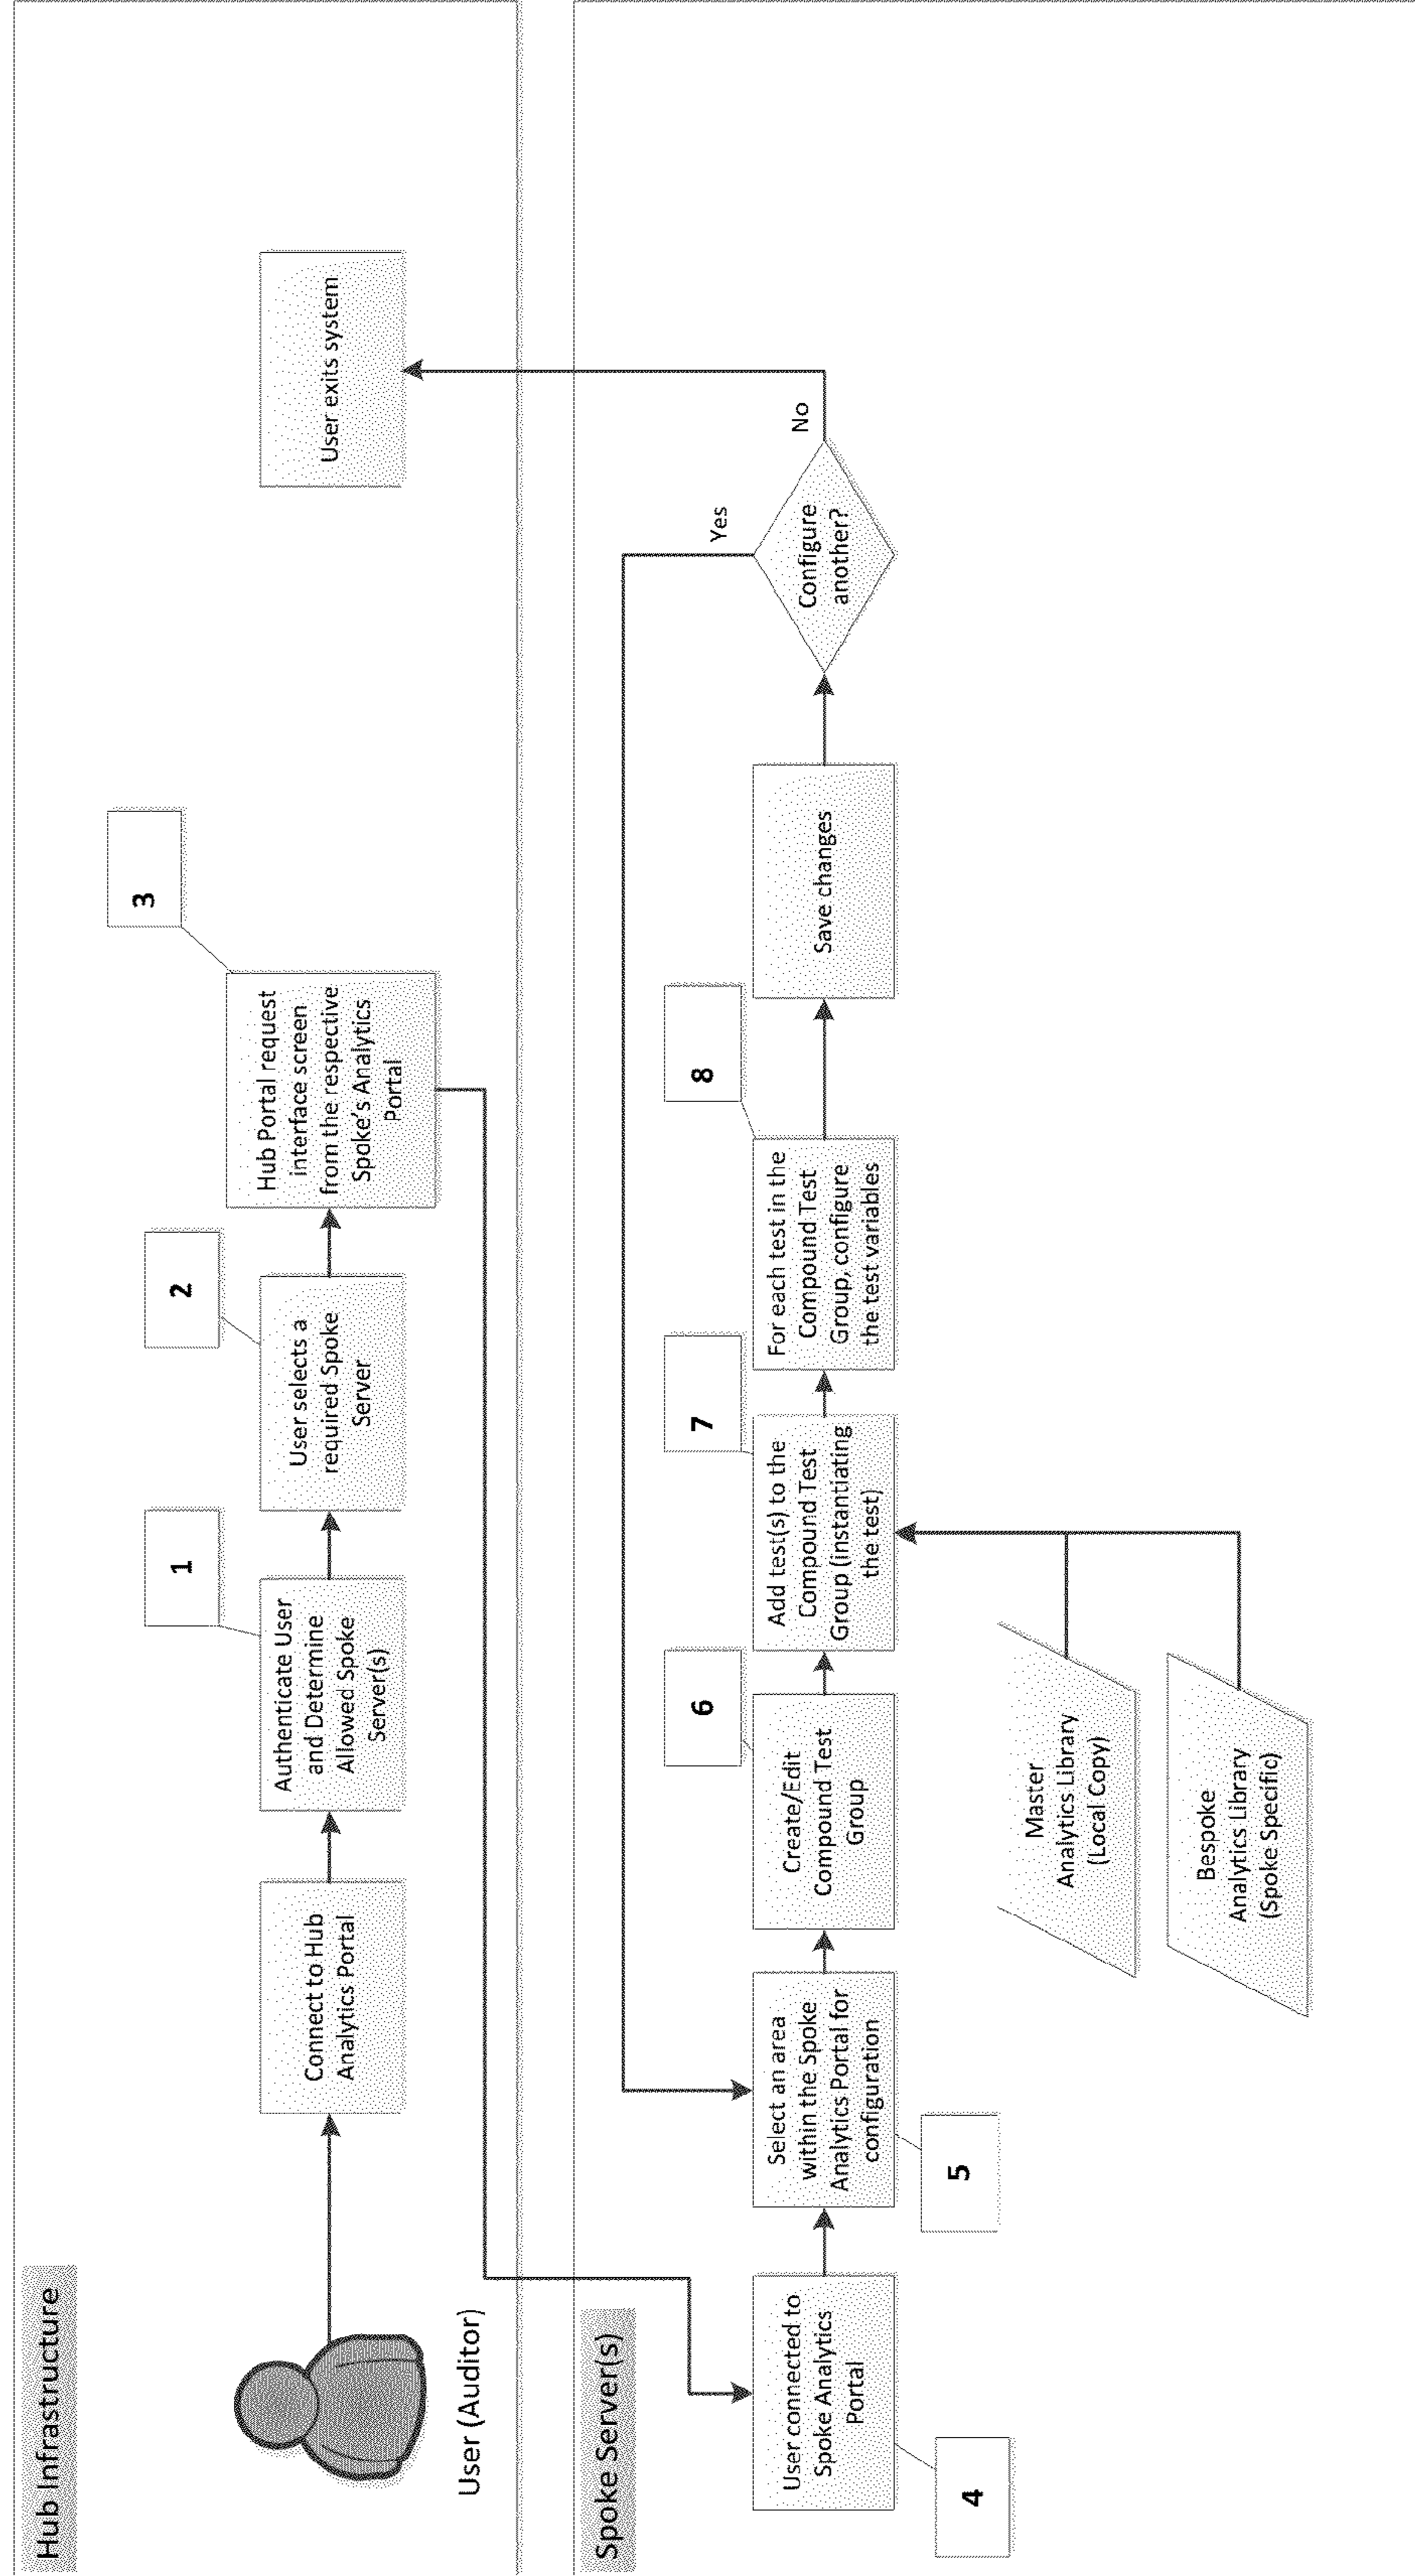 Hub Infrastructure
User (Auditor)
Connect to Hub
Analytics Portal
1
Authenticate User
and Determine
Allowed Spoke
Server(s)
2
User selects a
required Spoke
Server
3
Hub Portal request
interface screen
from the respective
Spoke's Analytics
Portal
User exits system
Spoke Server(s)
4
User connected to
Spoke Analytics
Portal
5
Select an area
within the Spoke
Analytics Portal for
configuration
6
Create/Edit
Compound Test
Group
7
Add test(s) to the
Compound Test
Group (instantiating
the test)
8
For each test in the
Compound Test
Group, configure
the test variables
Save changes
Configure
another?
Yes
No
Master
Analytics Library
(Local Copy)
Bespoke
Analytics Library
(Spoke Specific)